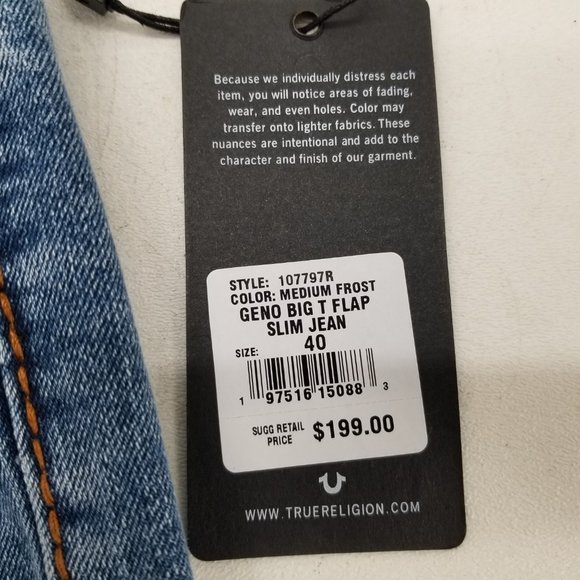 Because we individually distress each
item, you will notice areas of fading,
wear, and even holes. Color may
transfer onto lighter fabrics. These
nuances are intentional and add to the
character and finish of our garment.
STYLE: 107797R
COLOR: MEDIUM FROST
GENO BIG T FLAP
SLIM JEAN
SIZE: 40
1 97516 15088 3
SUGG RETAIL
PRICE $199.00
WWW.TRUERELIGION.COM